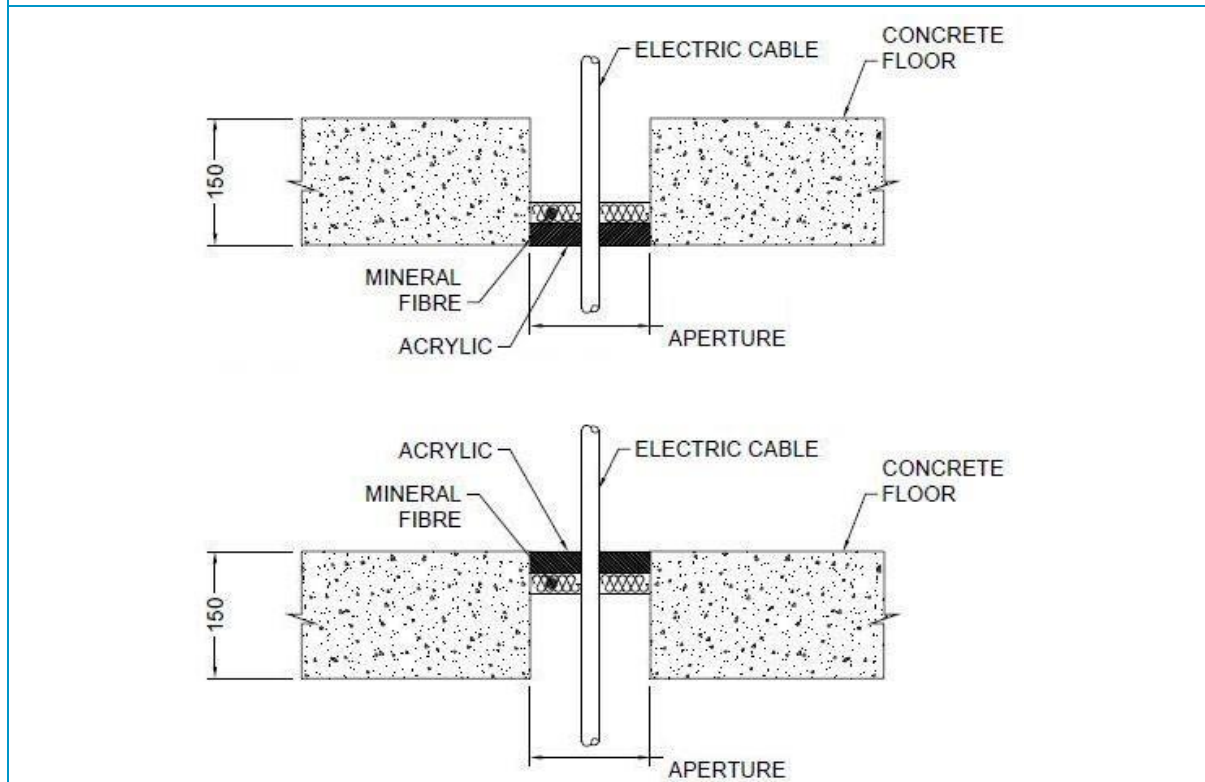 ELECTRIC CABLE
CONCRETE
FLOOR
150
MINERAL
FIBRE
ACRYLIC
APERTURE
ACRYLIC
ELECTRIC CABLE
MINERAL
FIBRE
CONCRETE
FLOOR
150
APERTURE